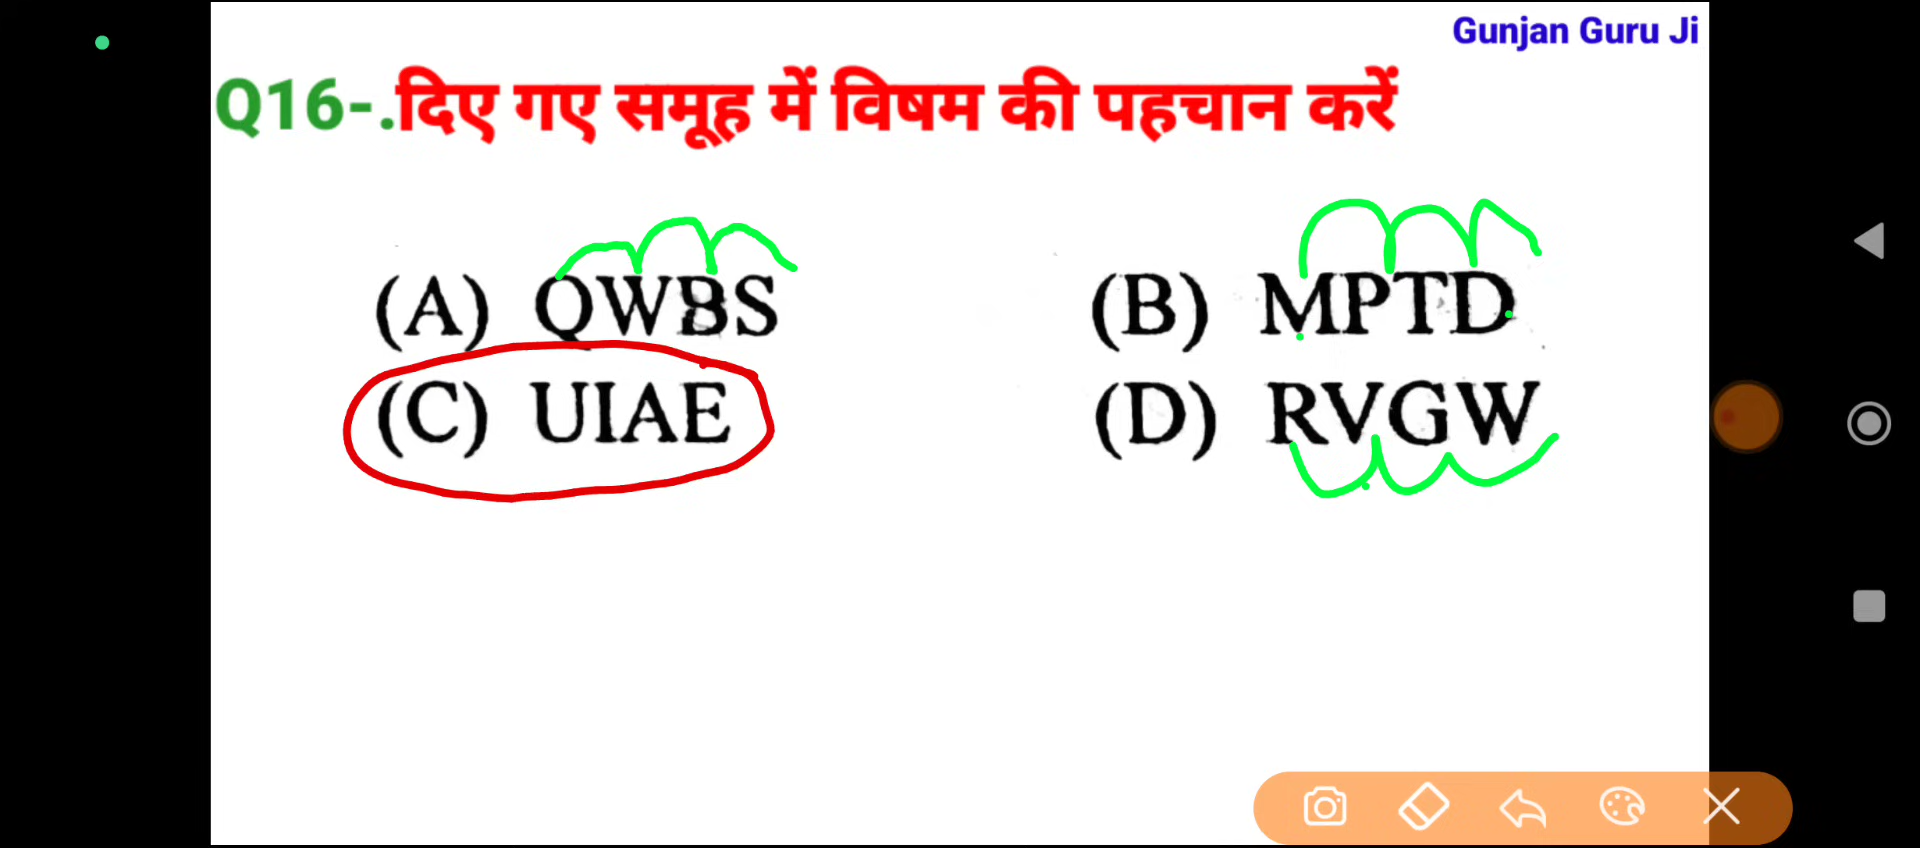 Gunjan Guru Ji
Q16-.दिए गए समूह में विषम की पहचान करें
(A) QWBS
(B) MPTD
(C) UIAE
(D) RVGW